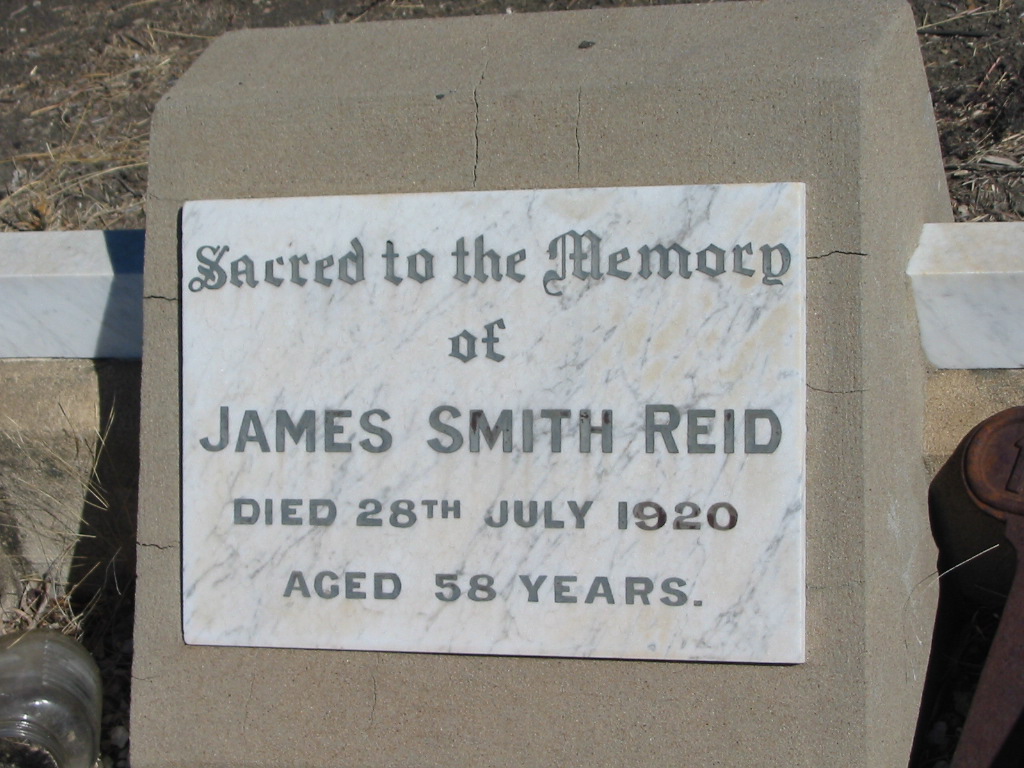 Sacred to the Memory
of
JAMES SMITH REID
DIED 28TH JULY 1920
AGED 58 YEARS.